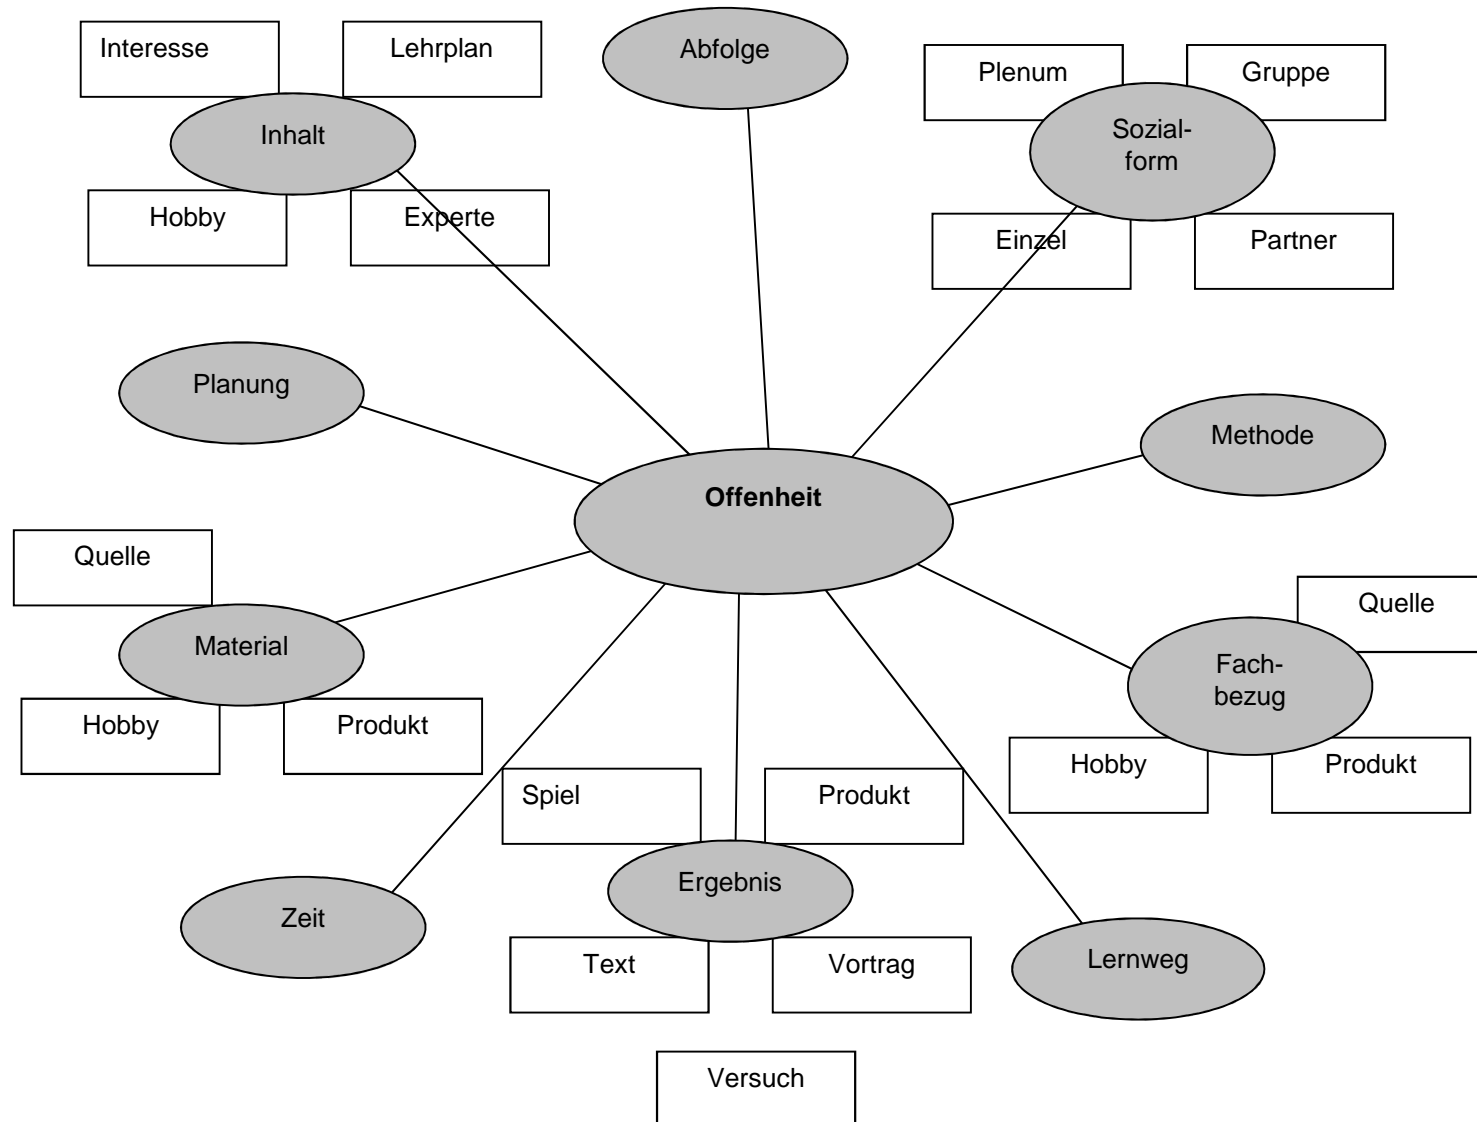 Interesse
Lehrplan
Abfolge
Plenum
Gruppe
Inhalt
Sozial-
form
Hobby
Experte
Einzel
Partner
Planung
Methode
Offenheit
Quelle
Material
Hobby
Produkt
Quelle
Fach-
bezug
Hobby
Produkt
Spiel
Produkt
Ergebnis
Text
Vortrag
Zeit
Lernweg
Versuch